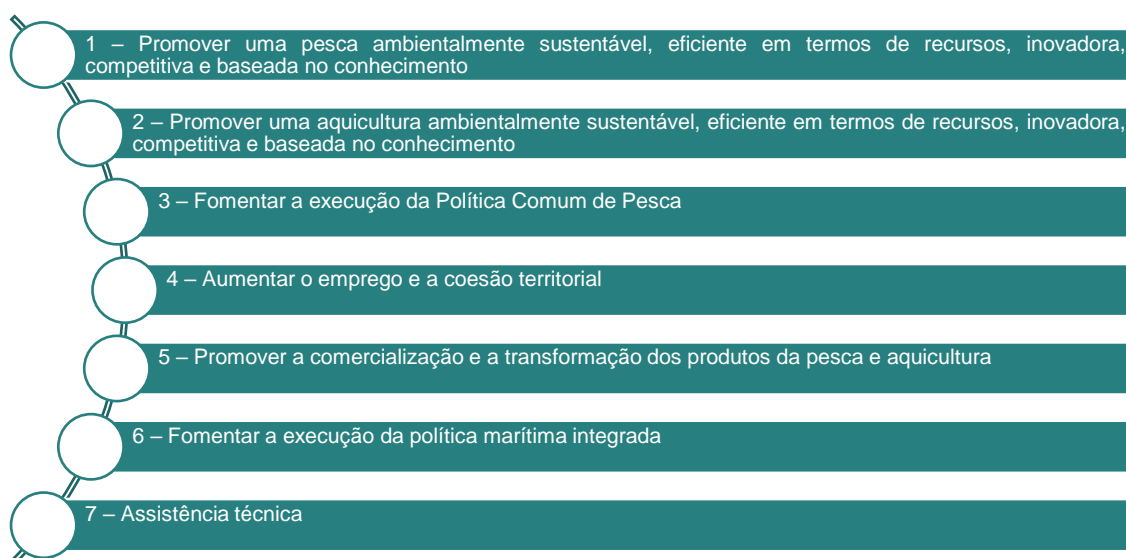 1 – Promover uma pesca ambientalmente sustentável, eficiente em termos de recursos, inovadora,
competitiva e baseada no conhecimento
2 – Promover uma aquicultura ambientalmente sustentável, eficiente em termos de recursos, inovadora,
competitiva e baseada no conhecimento
3 – Fomentar a execução da Política Comum de Pesca
4 – Aumentar o emprego e a coesão territorial
5 – Promover a comercialização e a transformação dos produtos da pesca e aquicultura
6 – Fomentar a execução da política marítima integrada
7 – Assistência técnica